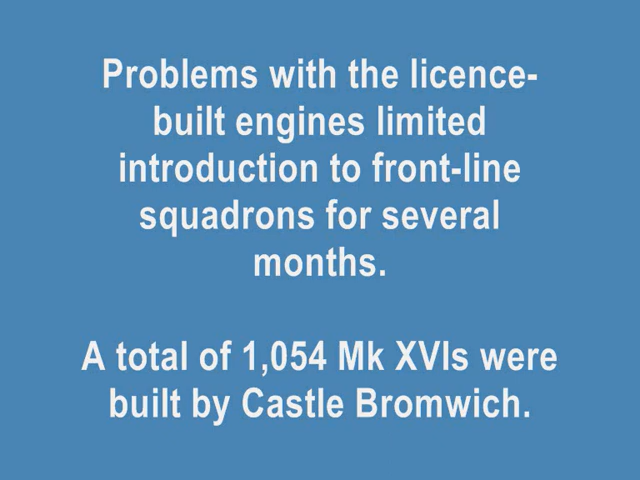 Problems with the licence-
built engines limited
introduction to front-line
squadrons for several
months.
A total of 1,054 Mk XVIs were
built by Castle Bromwich.